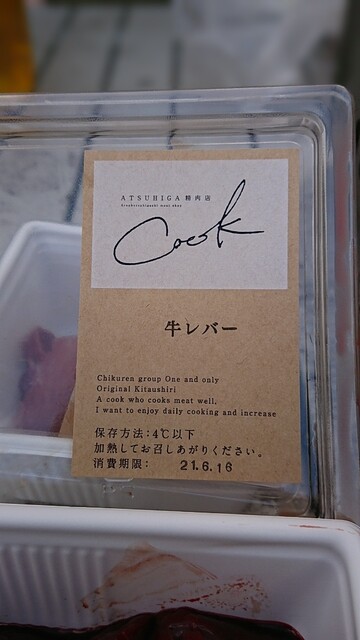 ATSUHIGA 精肉店
Cook
牛レバー
Chikuren group One and only
Original Kitaushiri
A cook who cooks meat well,
I want to enjoy daily cooking and increase
保存方法：4℃以下
加熱してお召しあがりください。
消費期限： 21.6.16